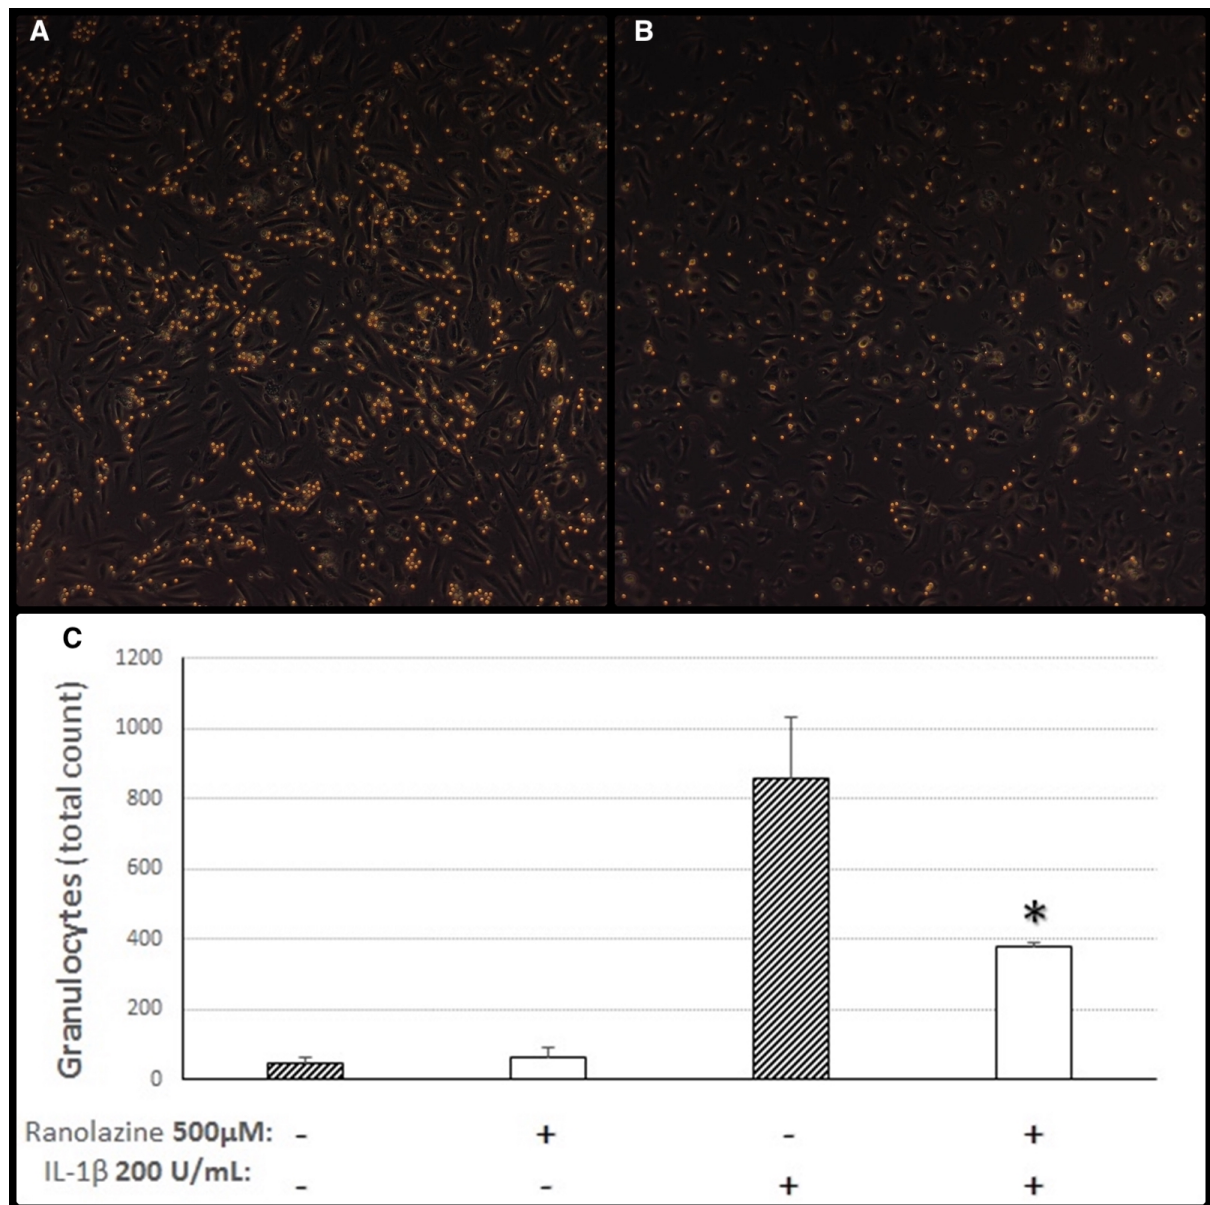 A
B
C
Granulocytes (total count)
1200
1000
800
600
400
200
0
*
Ranolazine 500µM: - + - +
IL-1β 200 U/mL: - - + +